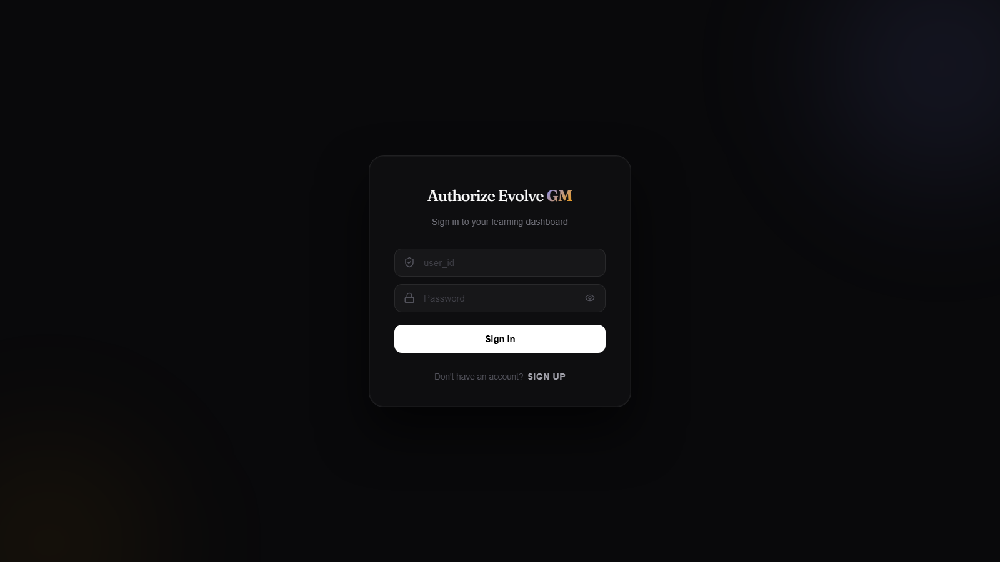 Authorize Evolve GM
Sign in to your learning dashboard
user_id
Password
Sign In
Don't have an account? SIGN UP